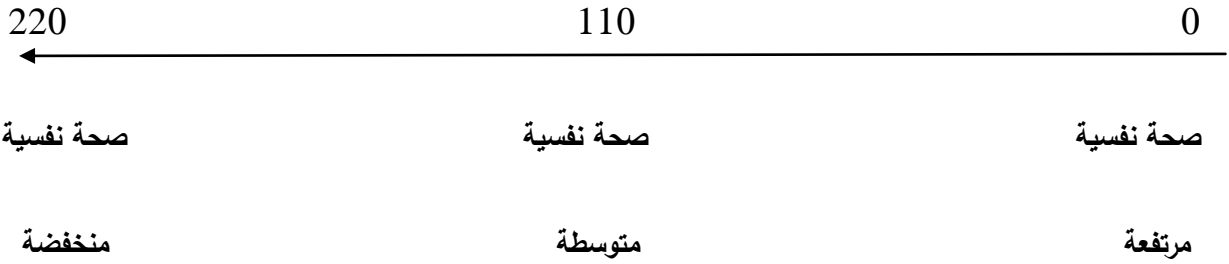 0 110 220
صحة نفسية صحة نفسية صحة نفسية
مرتفعة متوسطة منخفضة